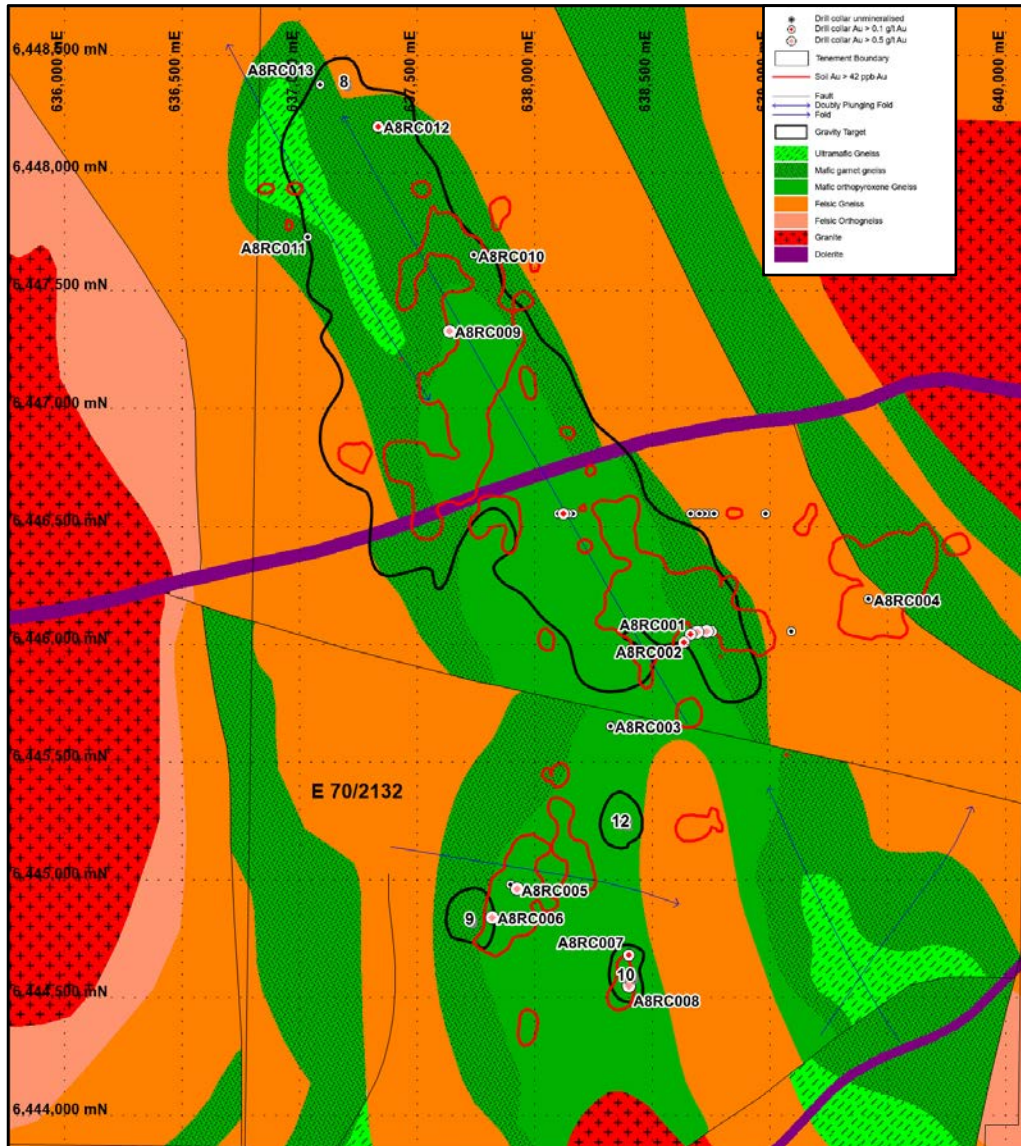 636,000 mE
636,500 mE
637,000 mE
637,500 mE
638,000 mE
638,500 mE
640,000 mE
6,448,500 mN
6,448,000 mN
6,447,500 mN
6,447,000 mN
6,446,500 mN
6,446,000 mN
6,445,500 mN
6,445,000 mN
6,444,500 mN
6,444,000 mN
Drill collar unmineralised
Drill collar Au > 0.1 g/t Au
Drill collar Au > 0.5 g/t Au
Tenement Boundary
Soil Au > 42 ppb Au
Fault
Doubly Plunging Fold
Fold
Gravity Target
Ultramafic Gneiss
Mafic garnet gneiss
Mafic orthopyroxene Gneiss
Felsic Gneiss
Felsic Orthogneiss
Granite
Dolerite
A8RC013
8
A8RC012
A8RC011
A8RC010
A8RC009
A8RC004
A8RC001
A8RC002
A8RC003
E 70/2132
12
A8RC005
9
A8RC006
A8RC007
10
A8RC008